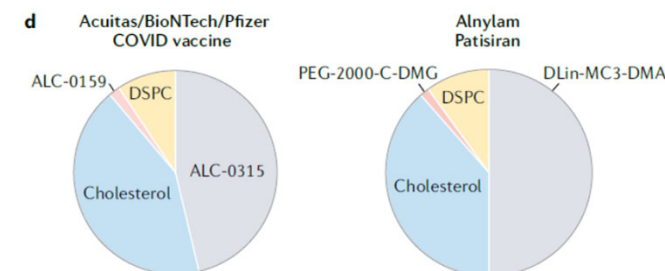 d
Acuitas/BioNTech/Pfizer
COVID vaccine
ALC-0159
DSPC
ALC-0315
Cholesterol
Alnylam
Patisiran
PEG-2000-C-DMG
DLin-MC3-DMA
DSPC
Cholesterol